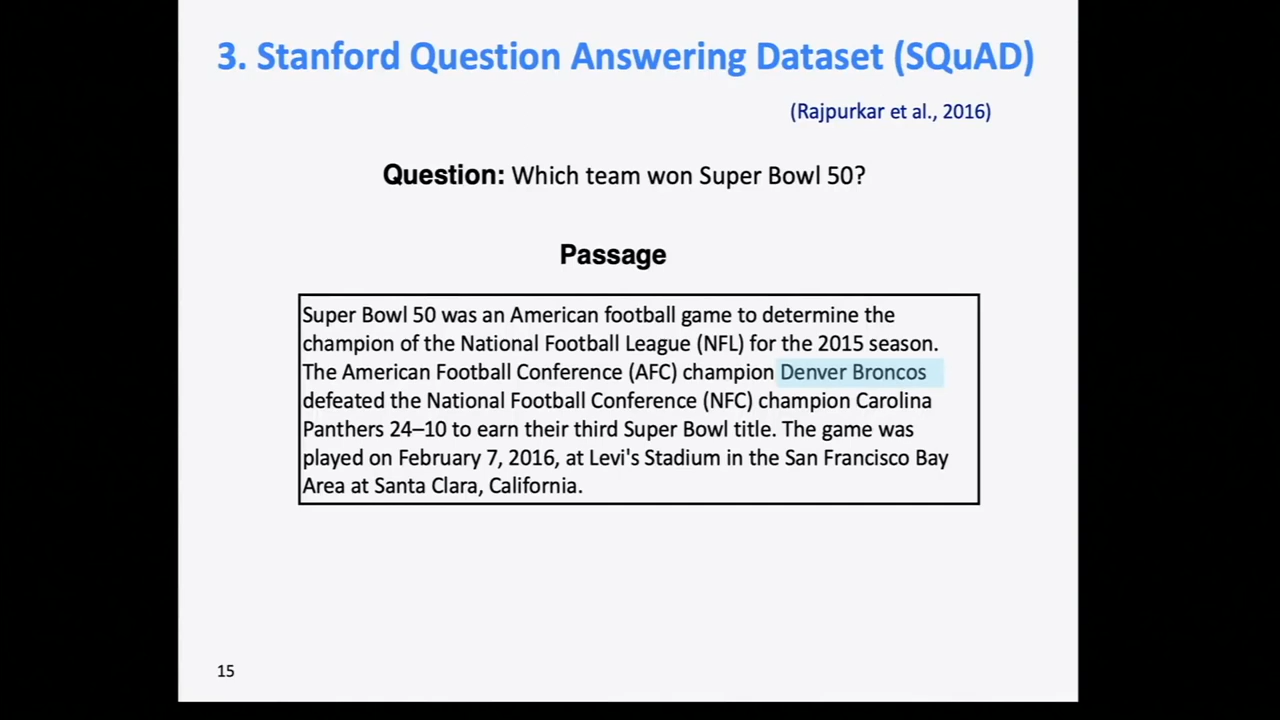 3. Stanford Question Answering Dataset (SQuAD)
(Rajpurkar et al., 2016)
Question: Which team won Super Bowl 50?
Passage
Super Bowl 50 was an American football game to determine the
champion of the National Football League (NFL) for the 2015 season.
The American Football Conference (AFC) champion Denver Broncos
defeated the National Football Conference (NFC) champion Carolina
Panthers 24–10 to earn their third Super Bowl title. The game was
played on February 7, 2016, at Levi's Stadium in the San Francisco Bay
Area at Santa Clara, California.
15